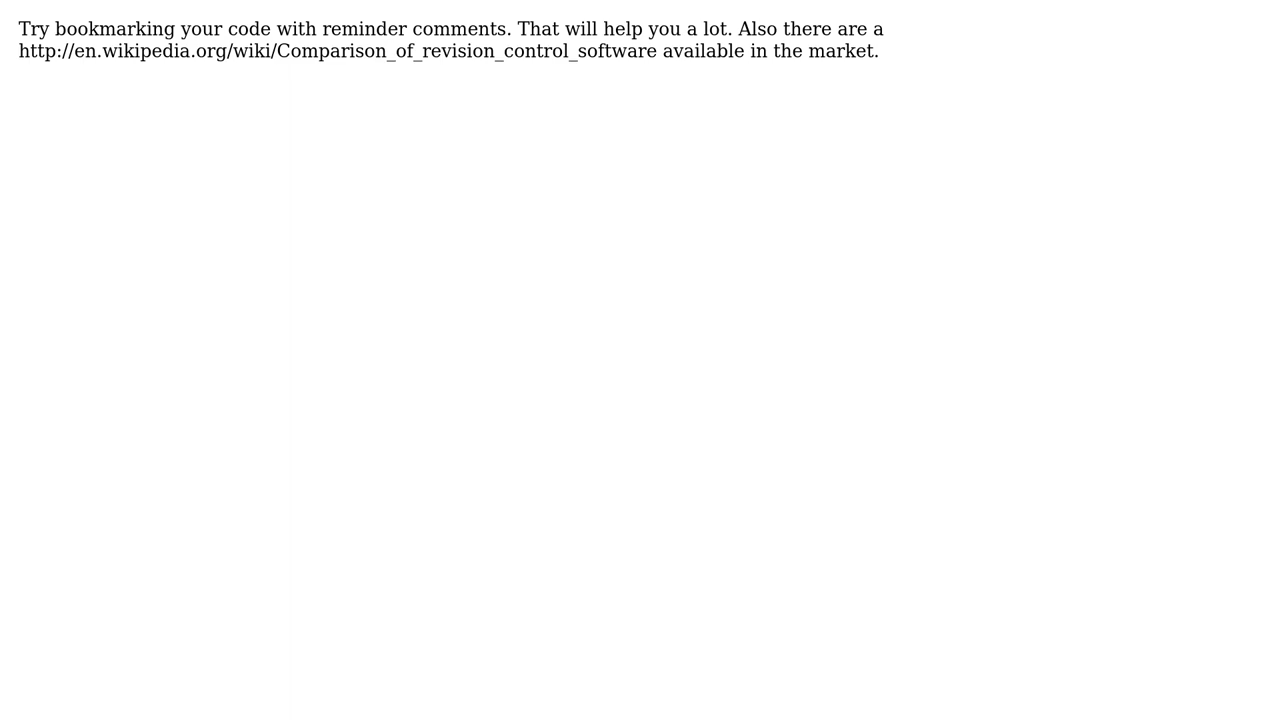 Try bookmarking your code with reminder comments. That will help you a lot. Also there are a
http://en.wikipedia.org/wiki/Comparison_of_revision_control_software available in the market.